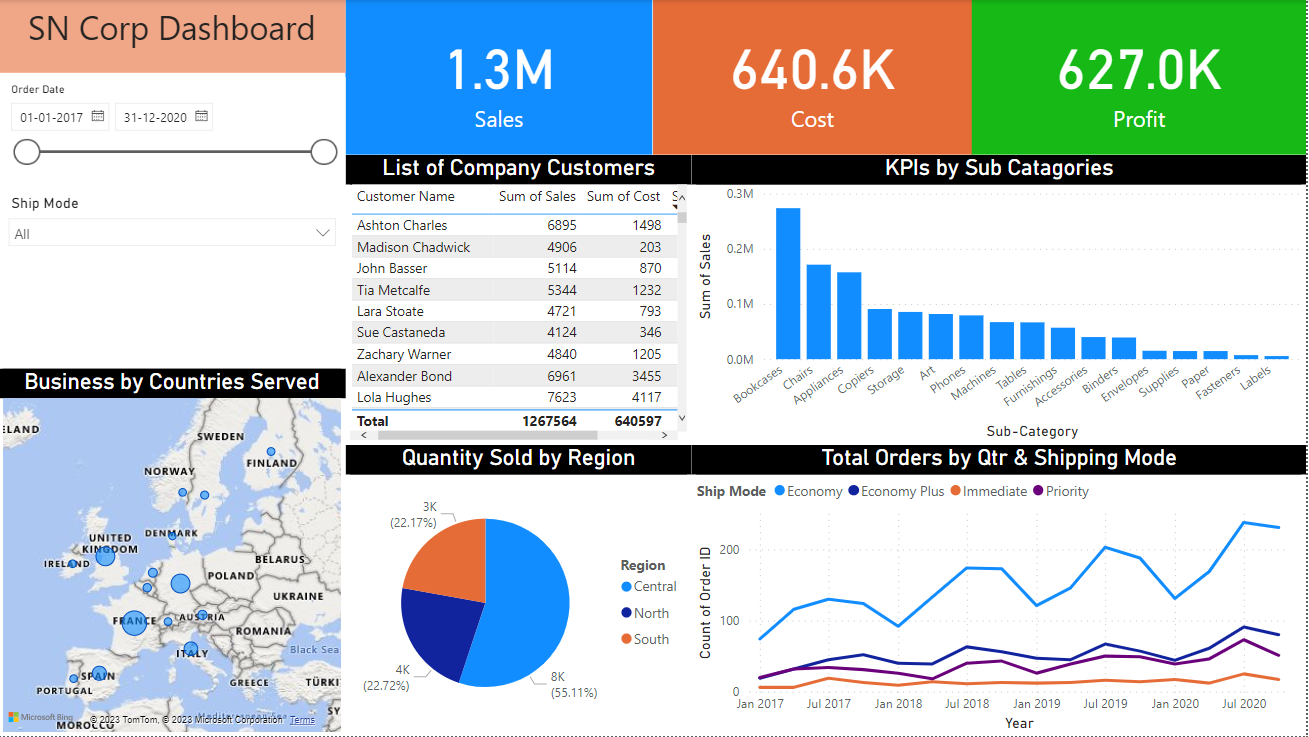 SN Corp Dashboard
Order Date
01-01-2017 31-12-2020
Ship Mode
All
1.3M
Sales
640.6K
Cost
627.0K
Profit
List of Company Customers
Customer Name Sum of Sales Sum of Cost
Ashton Charles 6895 1498
Madison Chadwick 4906 203
John Basser 5114 870
Tia Metcalfe 5344 1232
Lara Stoate 4721 793
Sue Castaneda 4124 346
Zachary Warner 4840 1205
Alexander Bond 6961 3455
Lola Hughes 7623 4117
Total 1267564 640597
KPIs by Sub Catagories
Sum of Sales
0.3M
0.2M
0.1M
0.0M
Bookcases Chairs Appliances Copiers Storage Art Phones Machines Tables Furnishings Accessories Binders Envelopes Supplies Paper Fasteners Labels
Sub-Category
Business by Countries Served
ELAND
SWEDEN
FINLAND
NORWAY
DENMARK
UNITED
KINGDOM
IRELAND
BELARUS
POLAND
UKRAINE
FRANCE
AUSTRIA
ROMANIA
ITALY
Black Sea
SPAIN
GREECE
TÜRKI
PORTUGAL
SY
Microsoft Bing
© 2023 TomTom, © 2023 Microsoft Corporation Terms
MOROCCO
Quantity Sold by Region
3K
(22.17%)
4K
(22.72%)
8K
(55.11%)
Region
Central
North
South
Total Orders by Qtr & Shipping Mode
Ship Mode Economy Economy Plus Immediate Priority
Count of Order ID
200
100
0
Jan 2017 Jul 2017 Jan 2018 Jul 2018 Jan 2019 Jul 2019 Jan 2020 Jul 2020
Year